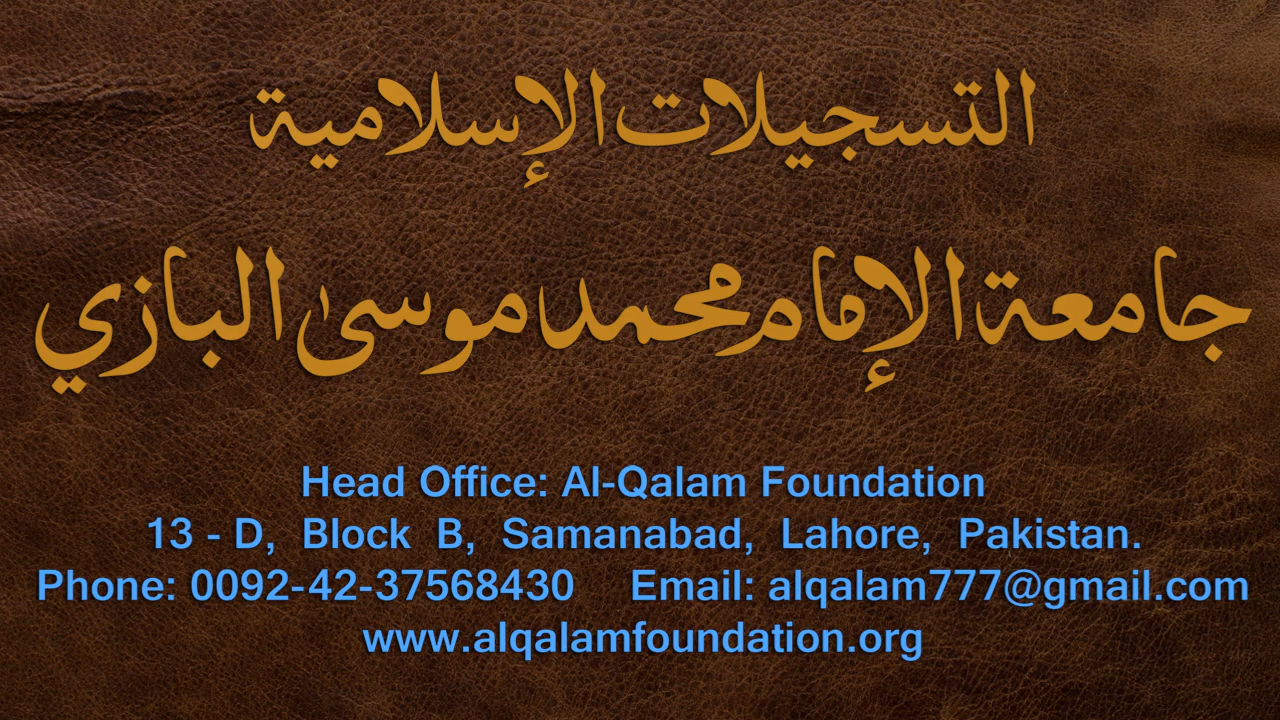 التسجيلات الإسلامية
جامعة الإمام محمد موسىٰ البازي
Head Office: Al-Qalam Foundation
13 - D, Block B, Samanabad, Lahore, Pakistan.
Phone: 0092-42-37568430 Email: alqalam777@gmail.com
www.alqalamfoundation.org